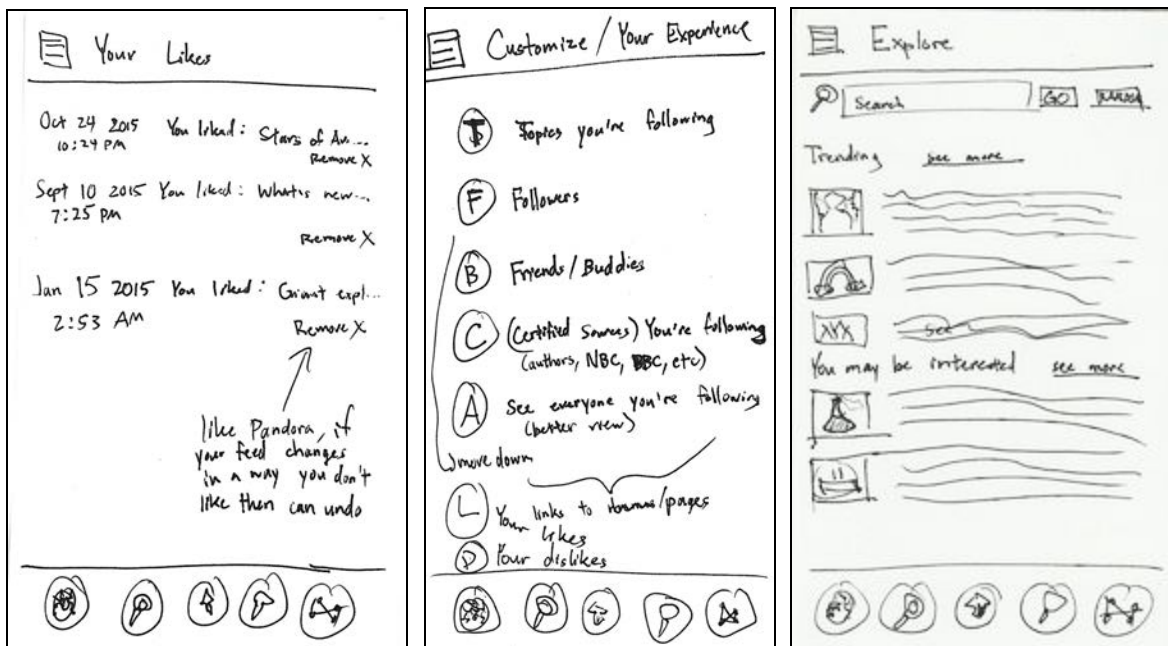 Your Likes
Oct 24 2015 You liked: Stars of Av...
10:24 PM
Remove X
Sept 10 2015 You liked: What's new...
7:25 PM
Remove X
Jan 15 2015 You liked: Giant expl...
2:53 AM
Remove X
like Pandora, if
your feed changes
in a way you don't
like then can undo
Customize / Your Experience
T Topics you're following
F Followers
B Friends / Buddies
C (Certified Sources) You're following
(authors, NBC, BBC, etc)
A See everyone you're following
(better view)
move down
L Your links to /pages
likes
D Your dislikes
Explore
Search GO
Trending see more
XYX
See
You may be interested see more